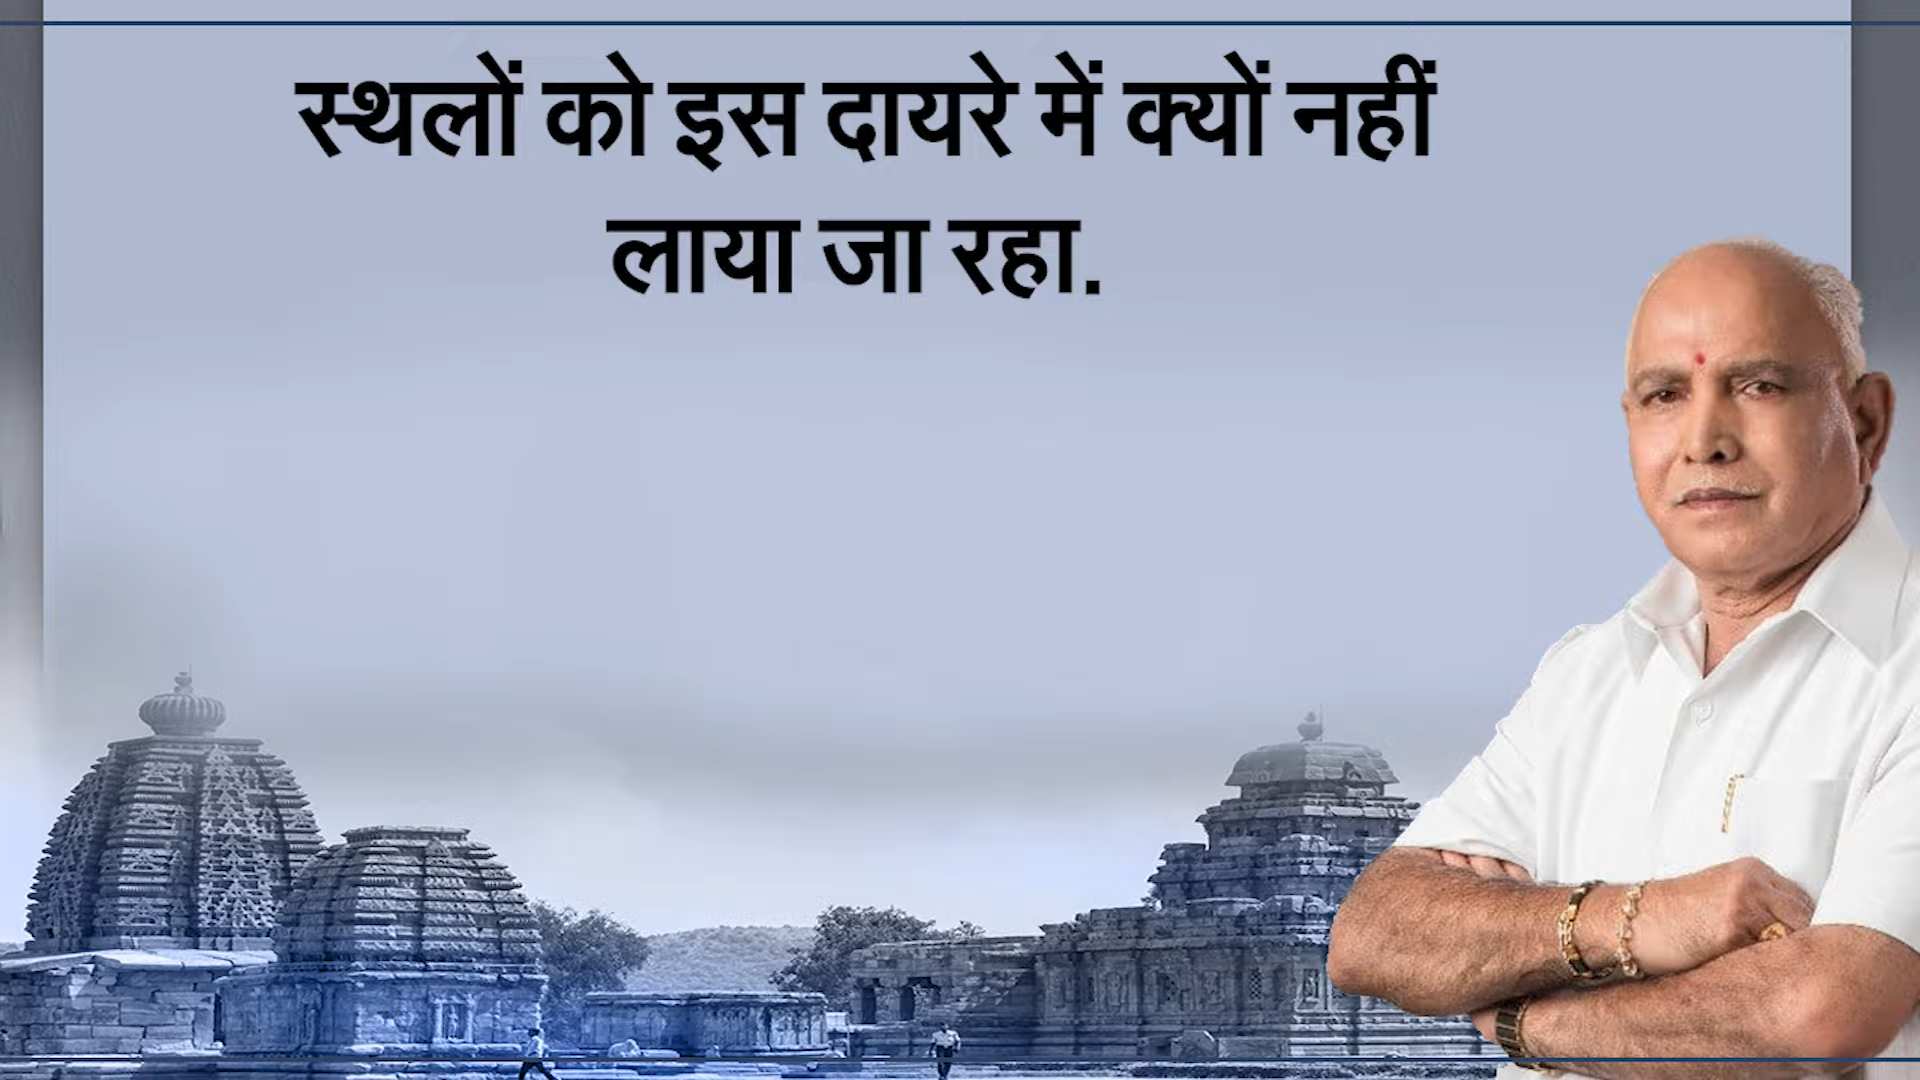 स्थलों को इस दायरे में क्यों नहीं
लाया जा रहा.